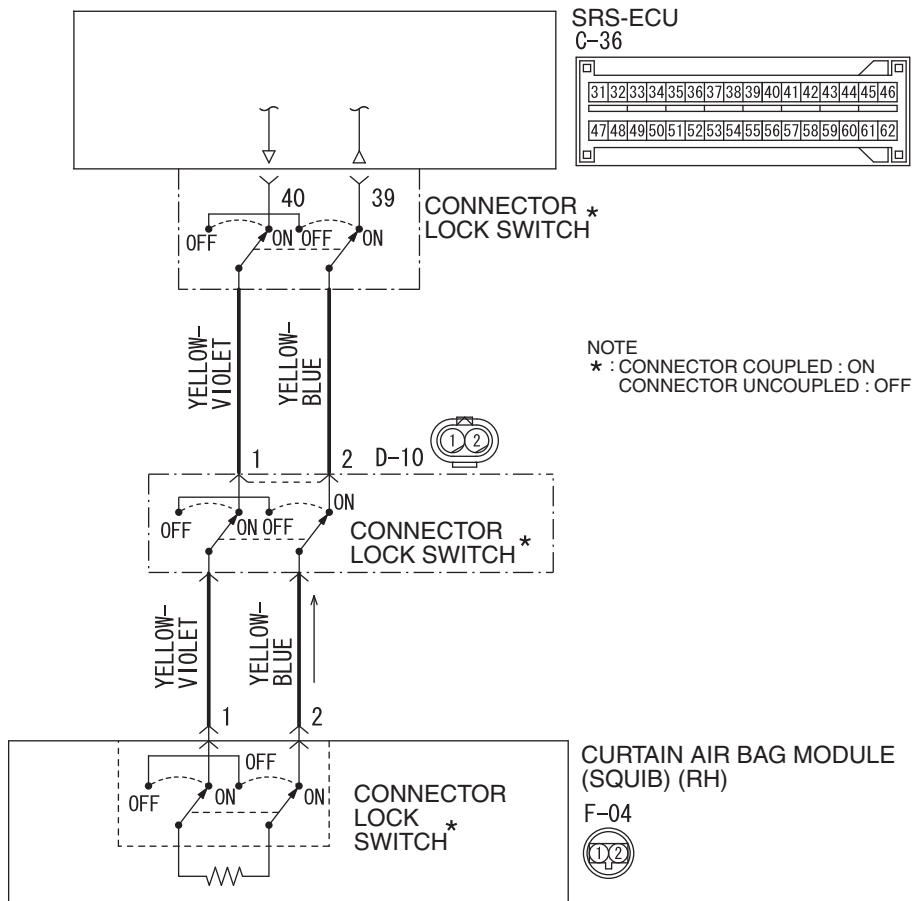 SRS-ECU
C-36
31 32 33 34 35 36 37 38 39 40 41 42 43 44 45 46
47 48 49 50 51 52 53 54 55 56 57 58 59 60 61 62
40 39
CONNECTOR *
LOCK SWITCH
OFF ON OFF ON
YELLOW-
VIOLET
YELLOW-
BLUE
NOTE
* : CONNECTOR COUPLED : ON
CONNECTOR UNCOUPLED : OFF
1 2 D-10
1 2
OFF ON OFF ON
CONNECTOR
LOCK SWITCH *
YELLOW-
VIOLET
YELLOW-
BLUE
1 2
OFF ON OFF ON
CONNECTOR
LOCK
SWITCH *
CURTAIN AIR BAG MODULE
(SQUIB) (RH)
F-04
1 2